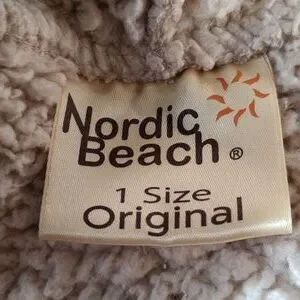 Nordic
Beach ®
1 Size
Original